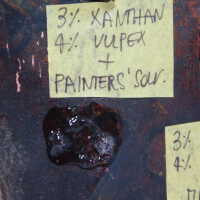 3% XANTHAN
4% VULPEX
+
PAINTERS' SOLV.
3%
4%